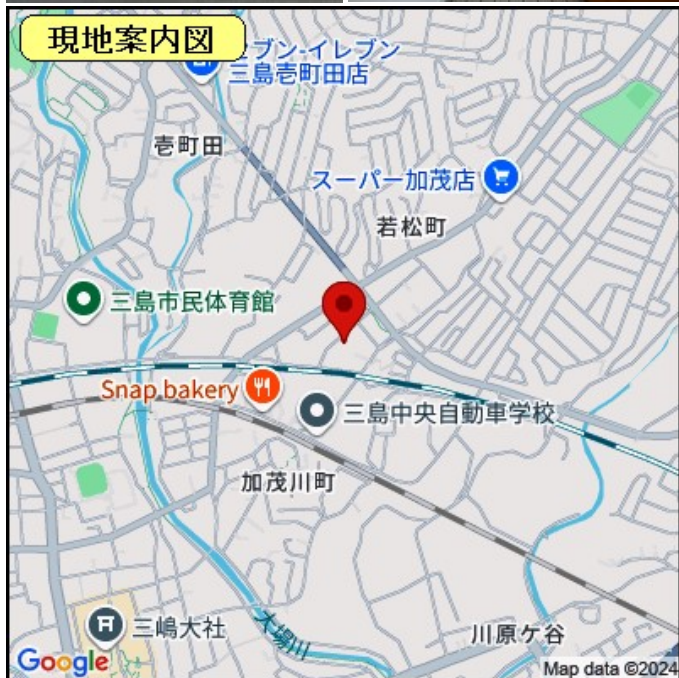 現地案内図
ブン-イレブン
三島壱町田店
壱町田
スーパー加茂店
若松町
三島市民体育館
Snap bakery
三島中央自動車学校
加茂川町
三嶋大社
大場川
川原ケ谷
Google
Map data ©2024